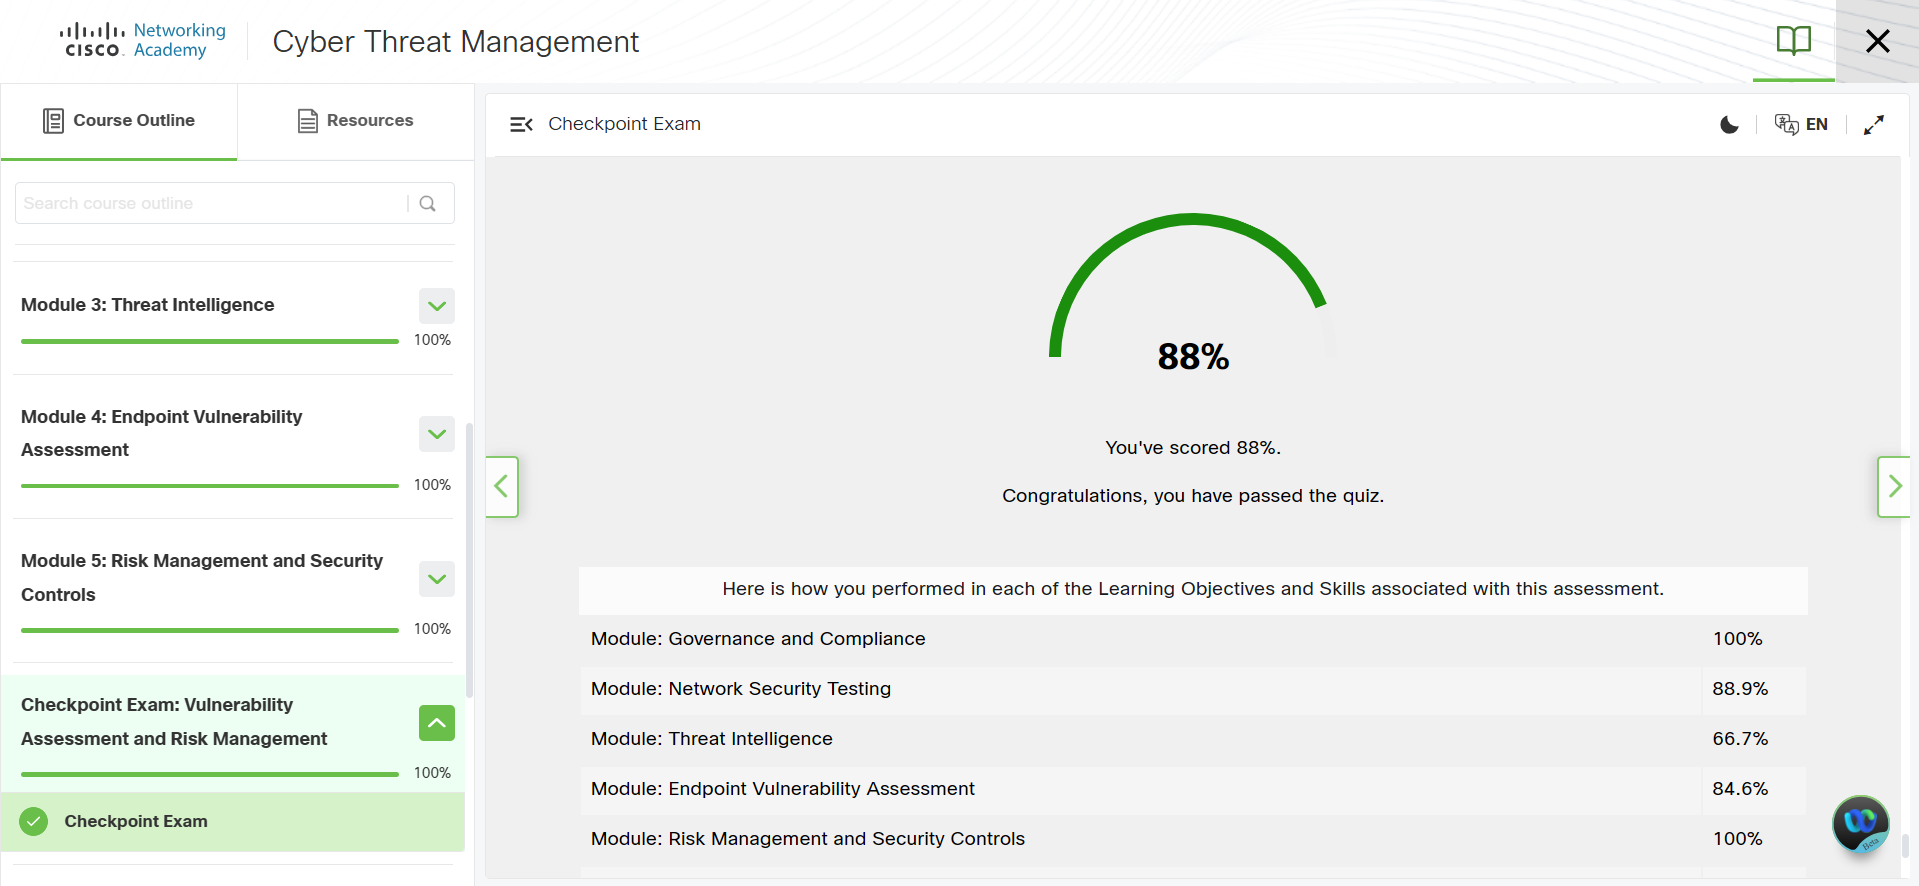 Networking
Academy
CISCO
Cyber Threat Management
Course Outline
Resources
Search course outline
Module 3: Threat Intelligence
100%
Module 4: Endpoint Vulnerability
Assessment
100%
Module 5: Risk Management and Security
Controls
100%
Checkpoint Exam: Vulnerability
Assessment and Risk Management
100%
Checkpoint Exam
Checkpoint Exam
EN
88%
You've scored 88%.
Congratulations, you have passed the quiz.
Here is how you performed in each of the Learning Objectives and Skills associated with this assessment.
Module: Governance and Compliance 100%
Module: Network Security Testing 88.9%
Module: Threat Intelligence 66.7%
Module: Endpoint Vulnerability Assessment 84.6%
Module: Risk Management and Security Controls 100%
Beta